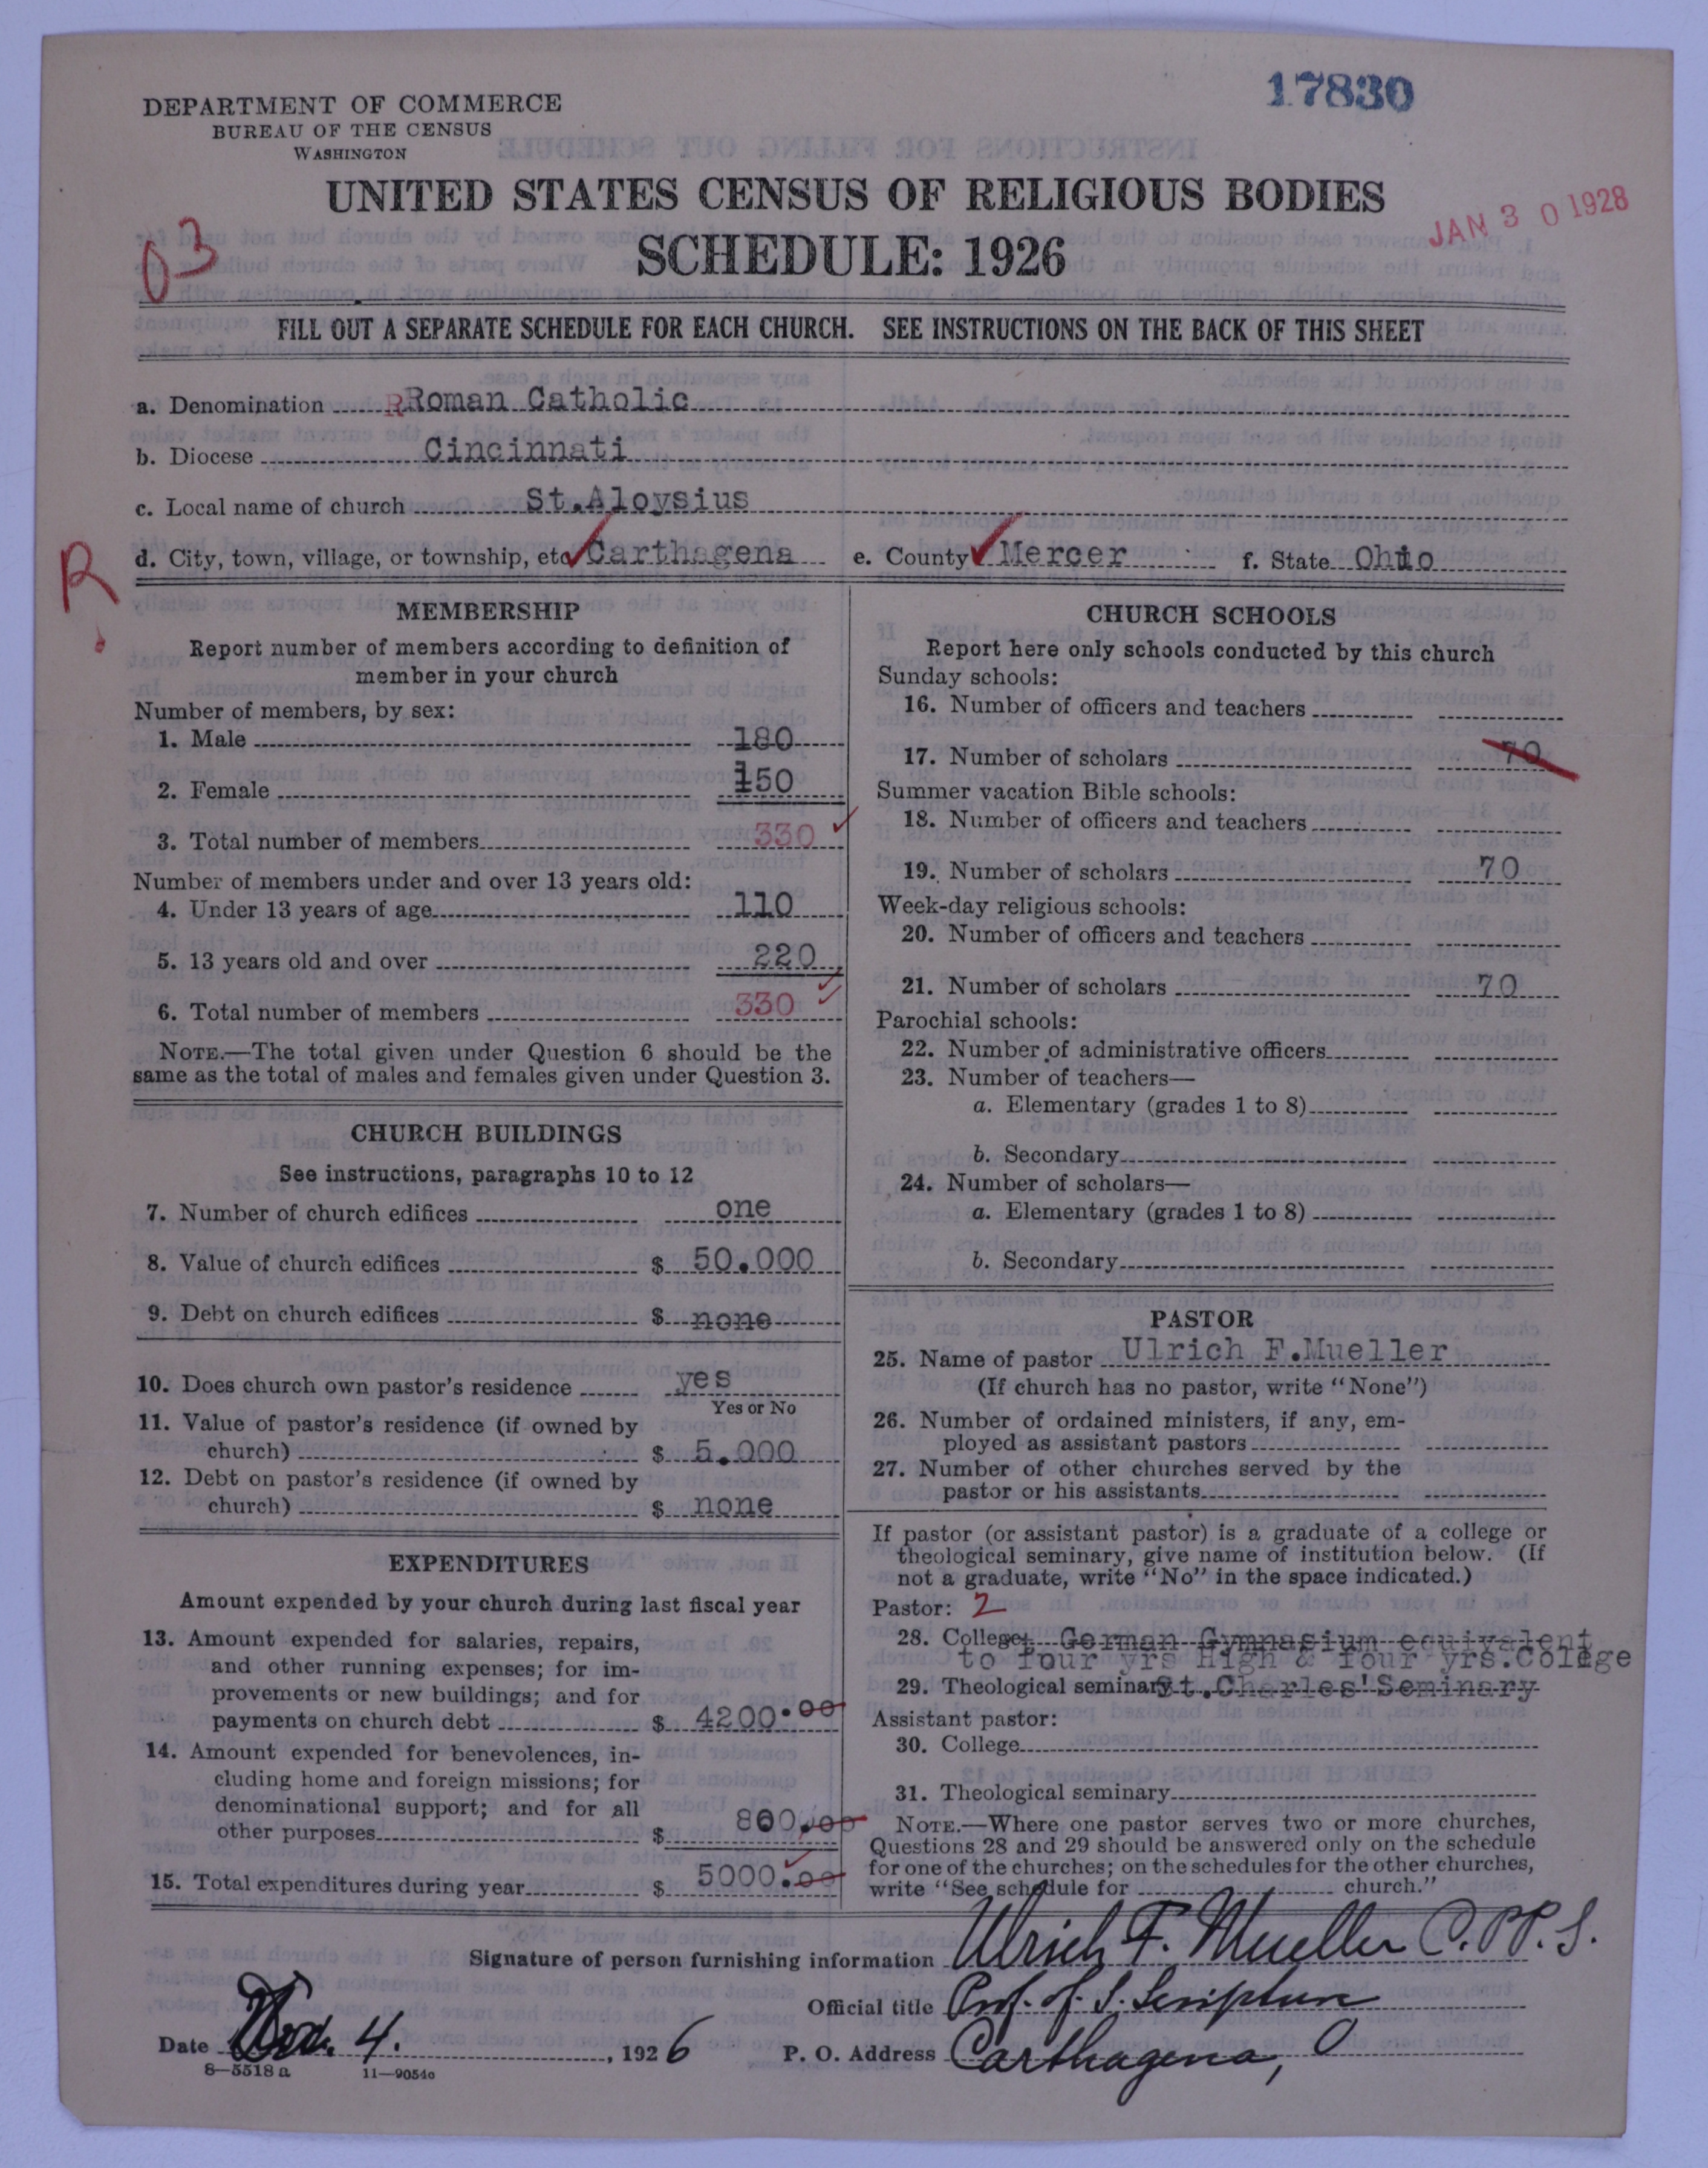 17830
DEPARTMENT OF COMMERCE
BUREAU OF THE CENSUS
WASHINGTON
UNITED STATES CENSUS OF RELIGIOUS BODIES
JAN 30 1928
03
SCHEDULE: 1926
FILL OUT A SEPARATE SCHEDULE FOR EACH CHURCH. SEE INSTRUCTIONS ON THE BACK OF THIS SHEET
a. Denomination R Roman Catholic
b. Diocese Cincinnati
c. Local name of church St.Aloysius
R
d. City, town, village, or township, etc Carthagena e. County Mercer f. State Ohio
MEMBERSHIP
Report number of members according to definition of
member in your church
Number of members, by sex:
1. Male 180
2. Female 150
3. Total number of members 330
Number of members under and over 13 years old:
4. Under 13 years of age 110
5. 13 years old and over 220
6. Total number of members 330
NOTE.—The total given under Question 6 should be the
same as the total of males and females given under Question 3.
CHURCH BUILDINGS
See instructions, paragraphs 10 to 12
7. Number of church edifices one
8. Value of church edifices $ 50.000
9. Debt on church edifices $ none
10. Does church own pastor's residence yes
Yes or No
11. Value of pastor's residence (if owned by
church) $ 5.000
12. Debt on pastor's residence (if owned by
church) $ none
EXPENDITURES
Amount expended by your church during last fiscal year
13. Amount expended for salaries, repairs,
and other running expenses; for im-
provements or new buildings; and for
payments on church debt $ 4200.00
14. Amount expended for benevolences, in-
cluding home and foreign missions; for
denominational support; and for all
other purposes $ 800.00
15. Total expenditures during year $ 5000.00
CHURCH SCHOOLS
Report here only schools conducted by this church
Sunday schools:
16. Number of officers and teachers
17. Number of scholars 70
Summer vacation Bible schools:
18. Number of officers and teachers
19. Number of scholars 70
Week-day religious schools:
20. Number of officers and teachers
21. Number of scholars 70
Parochial schools:
22. Number of administrative officers
23. Number of teachers—
a. Elementary (grades 1 to 8)
b. Secondary
24. Number of scholars—
a. Elementary (grades 1 to 8)
b. Secondary
PASTOR
25. Name of pastor Ulrich F.Mueller
(If church has no pastor, write "None")
26. Number of ordained ministers, if any, em-
ployed as assistant pastors
27. Number of other churches served by the
pastor or his assistants
If pastor (or assistant pastor) is a graduate of a college or
theological seminary, give name of institution below. (If
not a graduate, write "No" in the space indicated.)
Pastor: 2
28. College German Gymnasium equivalent
to four yrs High & four yrs.Colege
29. Theological seminary St.Charles'Seminary
Assistant pastor:
30. College
31. Theological seminary
NOTE.—Where one pastor serves two or more churches,
Questions 28 and 29 should be answered only on the schedule
for one of the churches; on the schedules for the other churches,
write "See schedule for church."
Signature of person furnishing information Ulrich F. Mueller C.PP.S.
Official title Prof. of S. Scripture
Date Nov. 4. , 1926 P. O. Address Carthagena, O
8—5518a 11—9054o